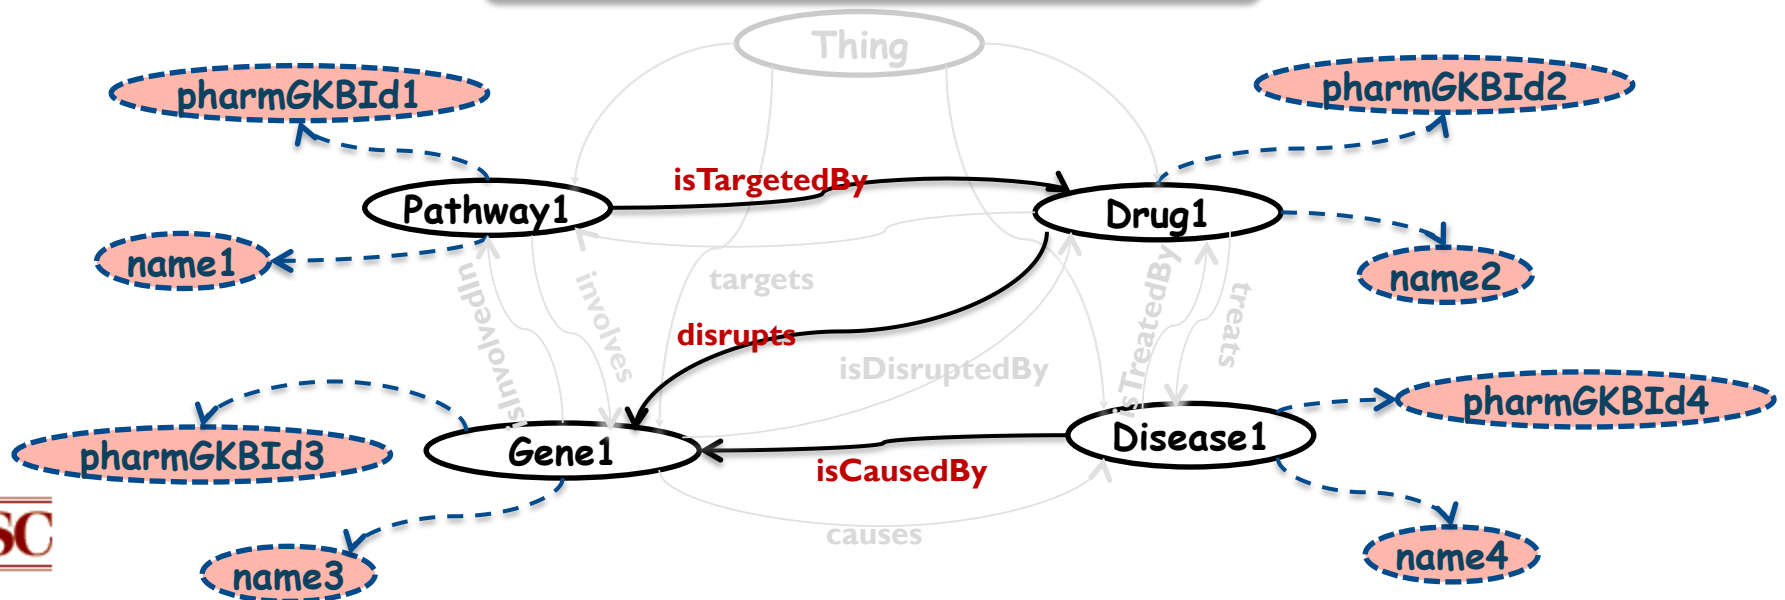 Thing
pharmGKBId1
pharmGKBId2
isTargetedBy
Pathway1
Drug1
name1
name2
targets
isInvolvedIn
involves
isTreatedBy
treats
disrupts
isDisruptedBy
pharmGKBId4
pharmGKBId3
Gene1
Disease1
isCausedBy
SC
causes
name3
name4